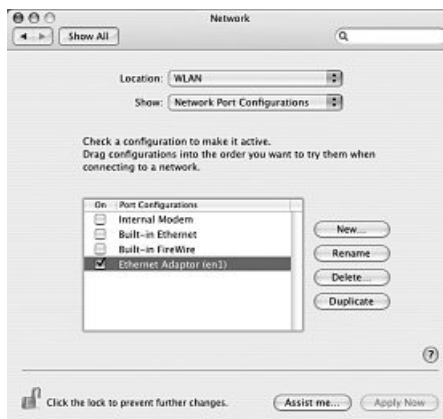 Network
Show All
Location: WLAN
Show: Network Port Configurations
Check a configuration to make it active.
Drag configurations into the order you want to try them when
connecting to a network.
On Port Configurations
Internal Modem
Built-in Ethernet
Built-in FireWire
Ethernet Adaptor (en1)
New...
Rename
Delete...
Duplicate
?
Click the lock to prevent further changes.
Assist me...
Apply Now